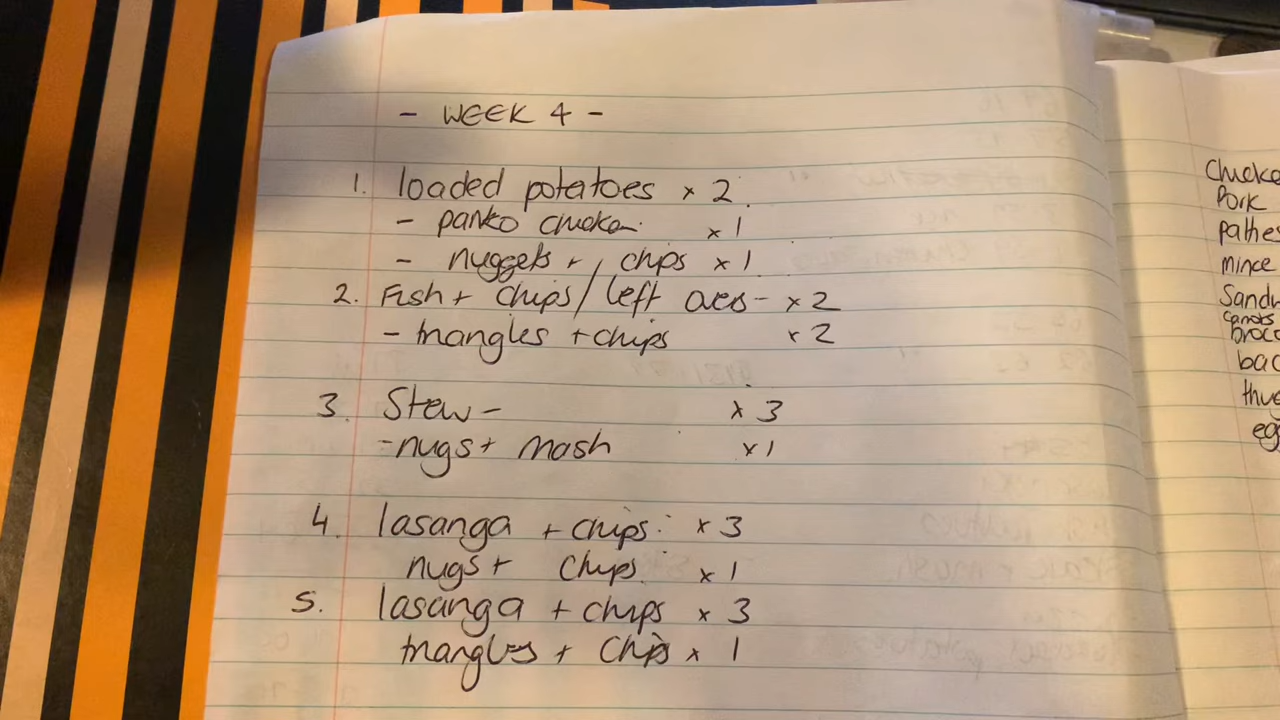 - WEEK 4 -
1. loaded potatoes x 2.
- panko chicken x 1
- nuggets + chips x 1
2. Fish + chips / left overs - x 2
- triangles + chips x 2
3. Stew - x 3
- nugs + mash x 1
4. lasanga + chips x 3
nugs + chips x 1
5. lasanga + chips x 3
triangles + chips x 1
Pork
mince
carrots